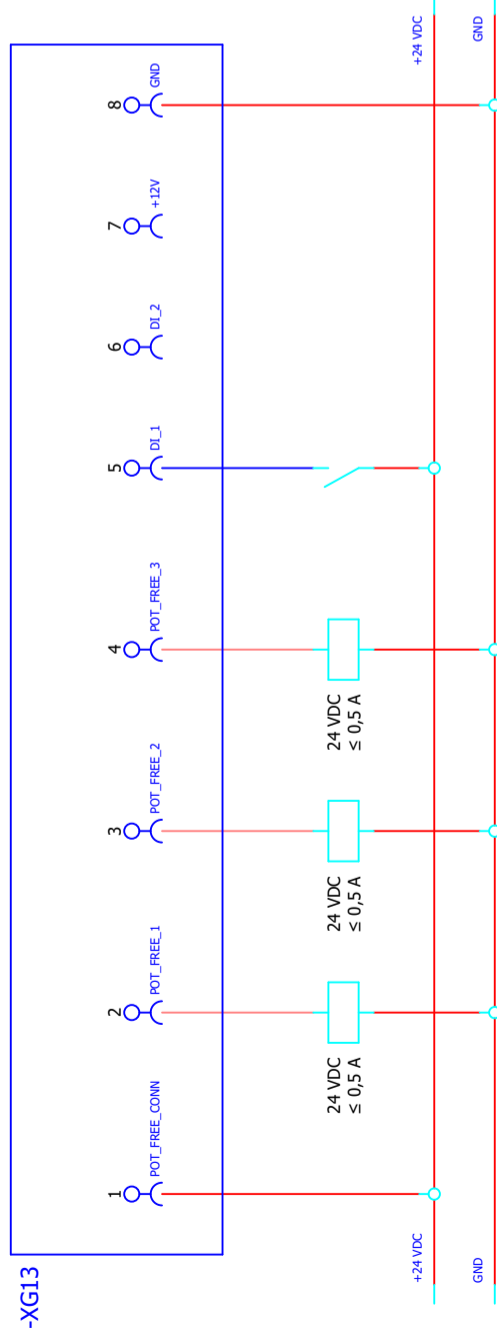 -XG13
1
POT_FREE_CONN
2
POT_FREE_1
3
POT_FREE_2
4
POT_FREE_3
5
DI_1
6
DI_2
7
+12V
8
GND
24 VDC
≤ 0,5 A
24 VDC
≤ 0,5 A
24 VDC
≤ 0,5 A
+24 VDC
+24 VDC
GND
GND